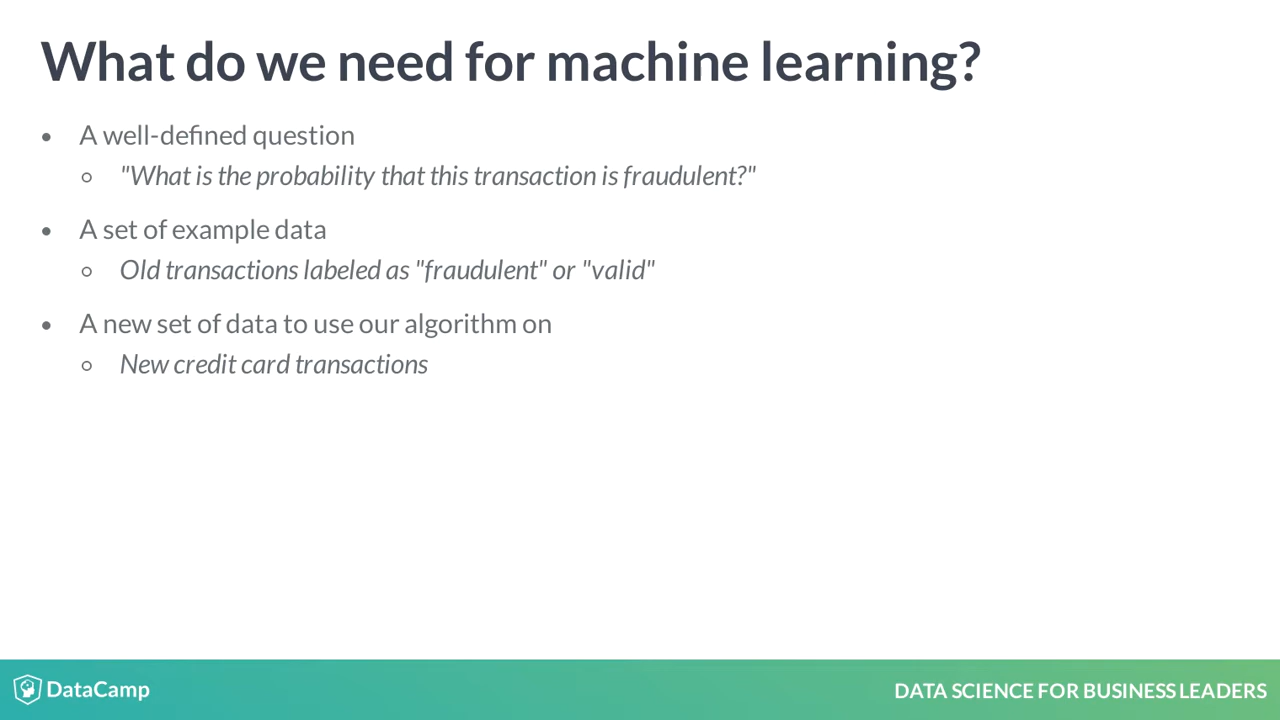 What do we need for machine learning?
• A well-defined question
○ "What is the probability that this transaction is fraudulent?"
• A set of example data
○ Old transactions labeled as "fraudulent" or "valid"
• A new set of data to use our algorithm on
○ New credit card transactions
DataCamp
DATA SCIENCE FOR BUSINESS LEADERS